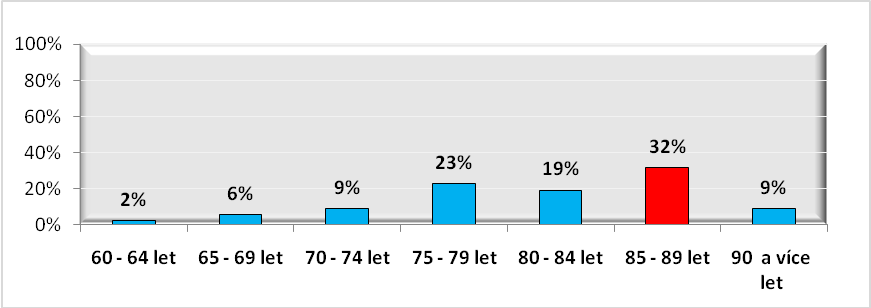 100%
80%
60%
40%
20%
0%
2%
6%
9%
23%
19%
32%
9%
60 - 64 let
65 - 69 let
70 - 74 let
75 - 79 let
80 - 84 let
85 - 89 let
90 a více
let